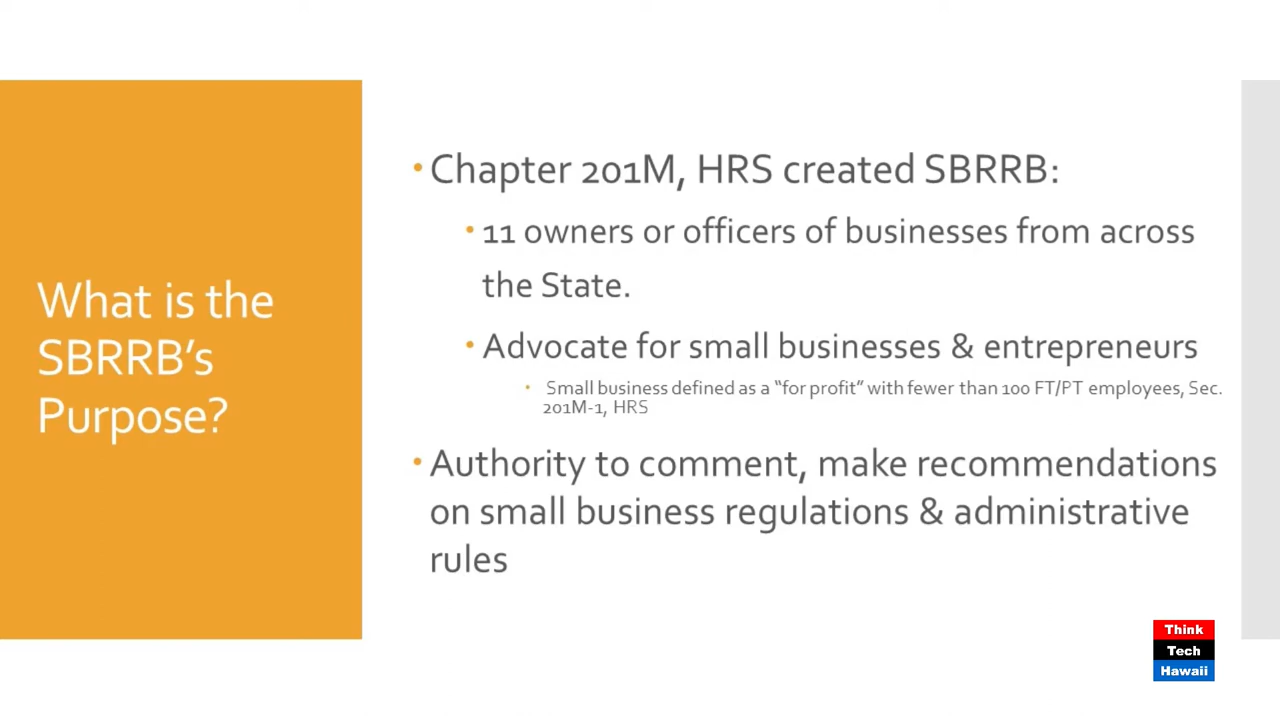 What is the
SBRRB’s
Purpose?
• Chapter 201M, HRS created SBRRB:
• 11 owners or officers of businesses from across
the State.
• Advocate for small businesses & entrepreneurs
• Small business defined as a “for profit” with fewer than 100 FT/PT employees, Sec.
201M-1, HRS
• Authority to comment, make recommendations
on small business regulations & administrative
rules
Think
Tech
Hawaii